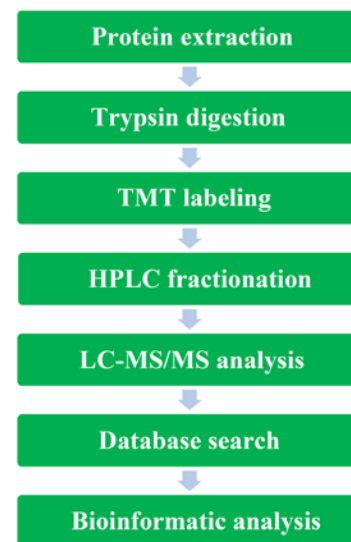 Protein extraction
Trypsin digestion
TMT labeling
HPLC fractionation
LC-MS/MS analysis
Database search
Bioinformatic analysis